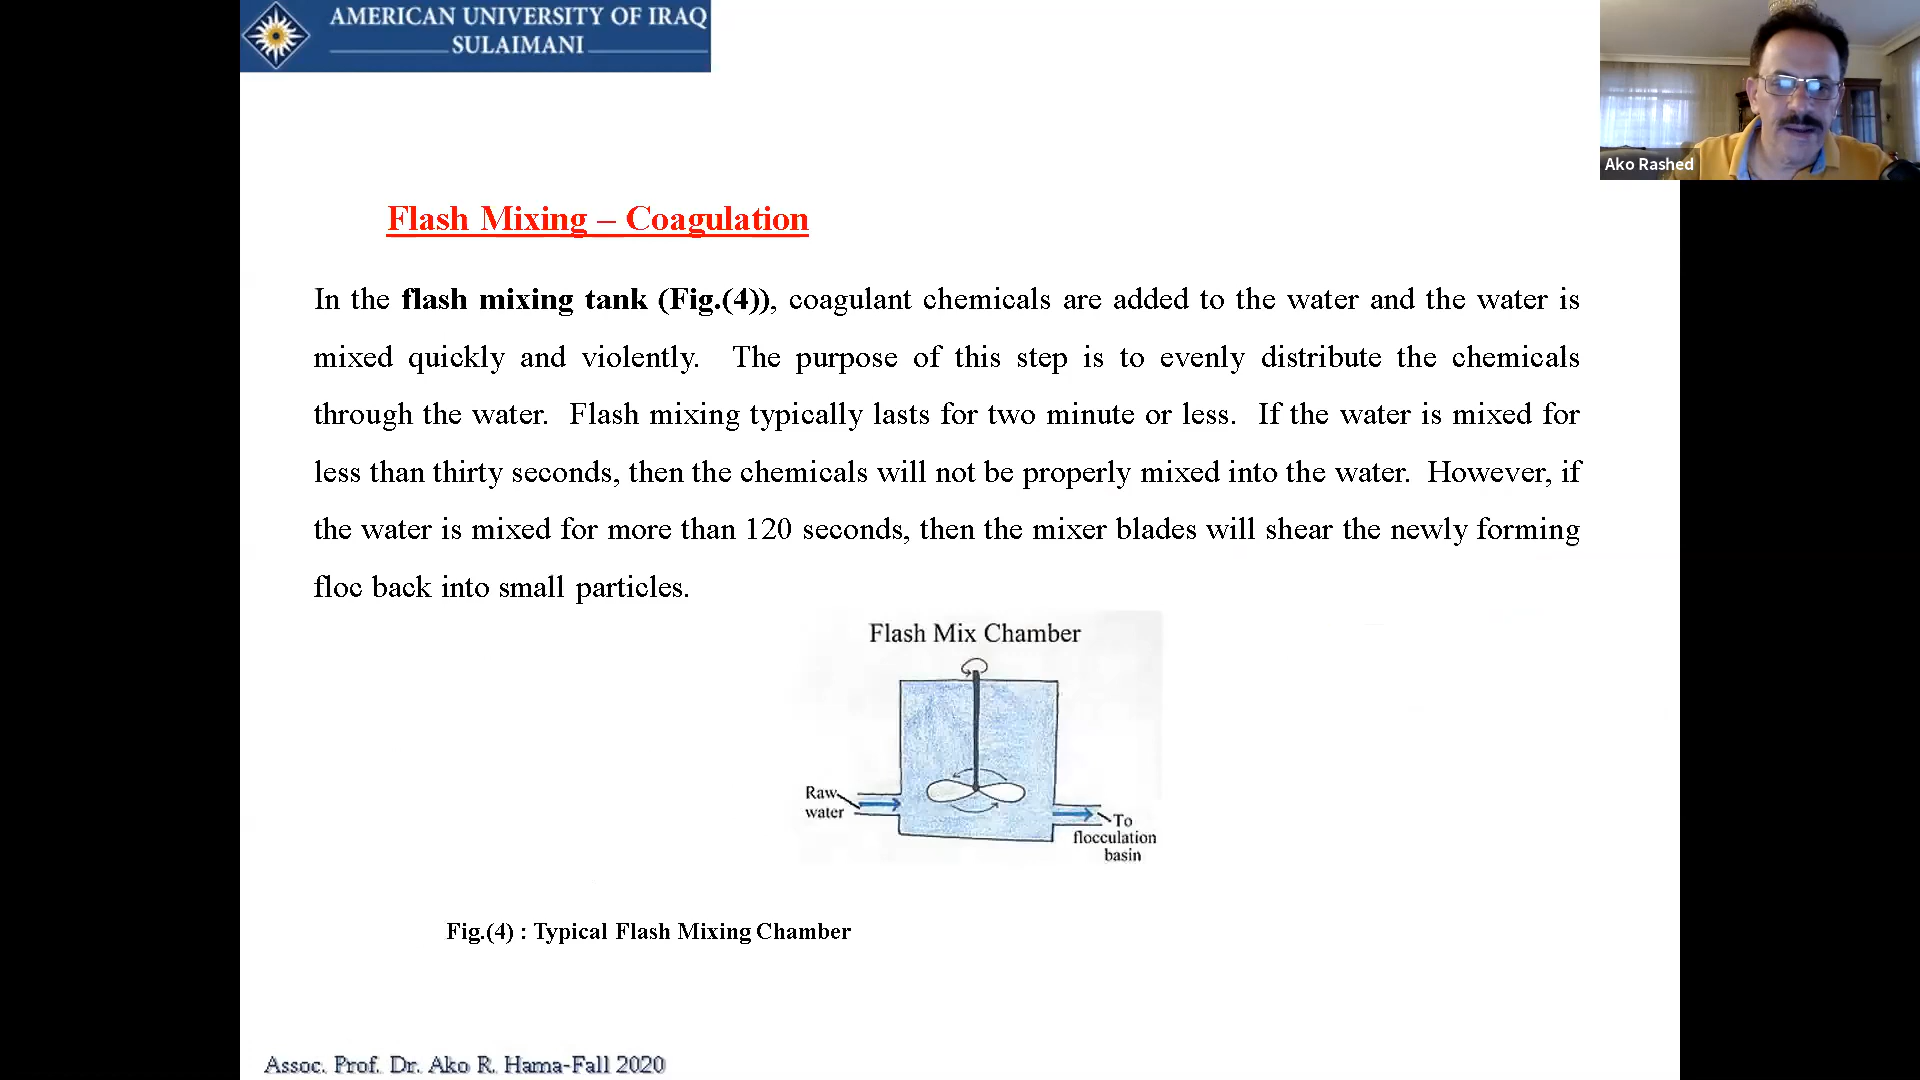 AMERICAN UNIVERSITY OF IRAQ
SULAIMANI
Ako Rashed
Flash Mixing – Coagulation
In the flash mixing tank (Fig.(4)), coagulant chemicals are added to the water and the water is
mixed quickly and violently. The purpose of this step is to evenly distribute the chemicals
through the water. Flash mixing typically lasts for two minute or less. If the water is mixed for
less than thirty seconds, then the chemicals will not be properly mixed into the water. However, if
the water is mixed for more than 120 seconds, then the mixer blades will shear the newly forming
floc back into small particles.
Flash Mix Chamber
Raw
water
To
flocculation
basin
Fig.(4) : Typical Flash Mixing Chamber
Assoc. Prof. Dr. Ako R. Hama-Fall 2020